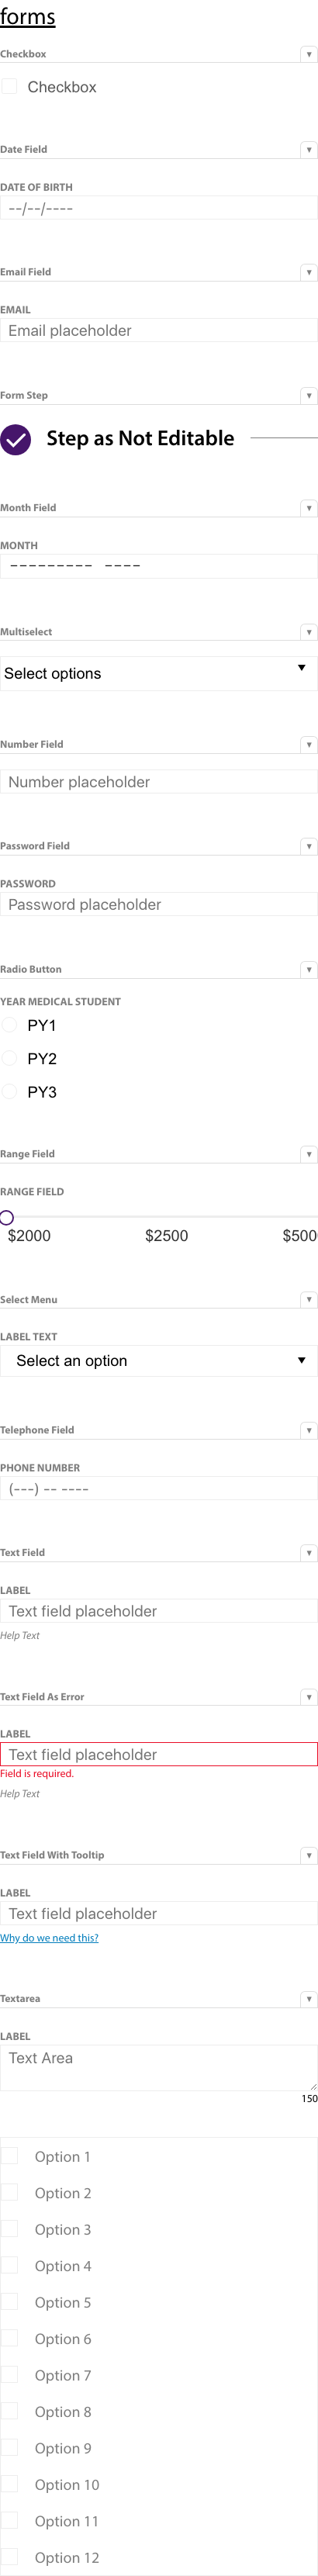 forms
Checkbox
Checkbox
Date Field
DATE OF BIRTH
--/--/----
Email Field
EMAIL
Email placeholder
Form Step
Step as Not Editable
Month Field
MONTH
--------- ----
Multiselect
Select options
Number Field
Number placeholder
Password Field
PASSWORD
Password placeholder
Radio Button
YEAR MEDICAL STUDENT
PY1
PY2
PY3
Range Field
RANGE FIELD
$2000 $2500 $500
Select Menu
LABEL TEXT
Select an option
Telephone Field
PHONE NUMBER
(---) -- ----
Text Field
LABEL
Text field placeholder
Help Text
Text Field As Error
LABEL
Text field placeholder
Field is required.
Help Text
Text Field With Tooltip
LABEL
Text field placeholder
Why do we need this?
Textarea
LABEL
Text Area
150
Option 1
Option 2
Option 3
Option 4
Option 5
Option 6
Option 7
Option 8
Option 9
Option 10
Option 11
Option 12